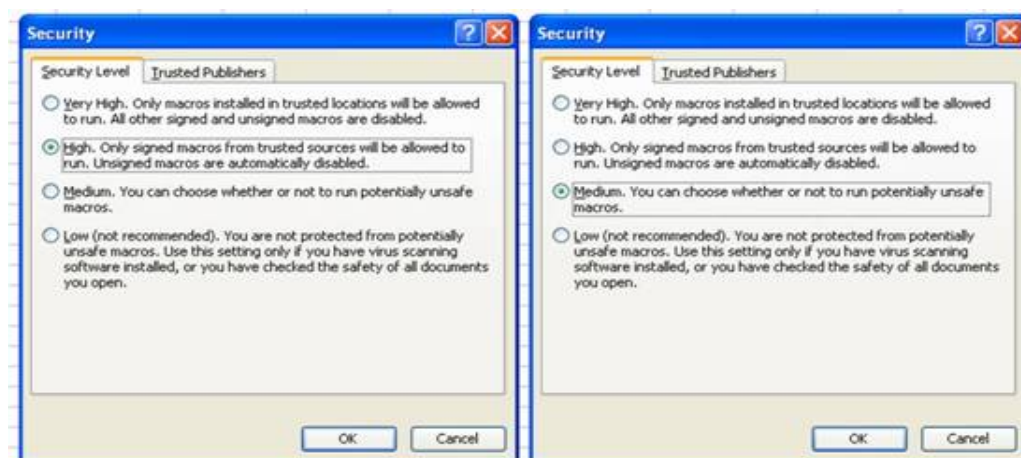 Security
Security Level Trusted Publishers
Very High. Only macros installed in trusted locations will be allowed
to run. All other signed and unsigned macros are disabled.
High. Only signed macros from trusted sources will be allowed to
run. Unsigned macros are automatically disabled.
Medium. You can choose whether or not to run potentially unsafe
macros.
Low (not recommended). You are not protected from potentially
unsafe macros. Use this setting only if you have virus scanning
software installed, or you have checked the safety of all documents
you open.
OK Cancel
Security
Security Level Trusted Publishers
Very High. Only macros installed in trusted locations will be allowed
to run. All other signed and unsigned macros are disabled.
High. Only signed macros from trusted sources will be allowed to
run. Unsigned macros are automatically disabled.
Medium. You can choose whether or not to run potentially unsafe
macros.
Low (not recommended). You are not protected from potentially
unsafe macros. Use this setting only if you have virus scanning
software installed, or you have checked the safety of all documents
you open.
OK Cancel